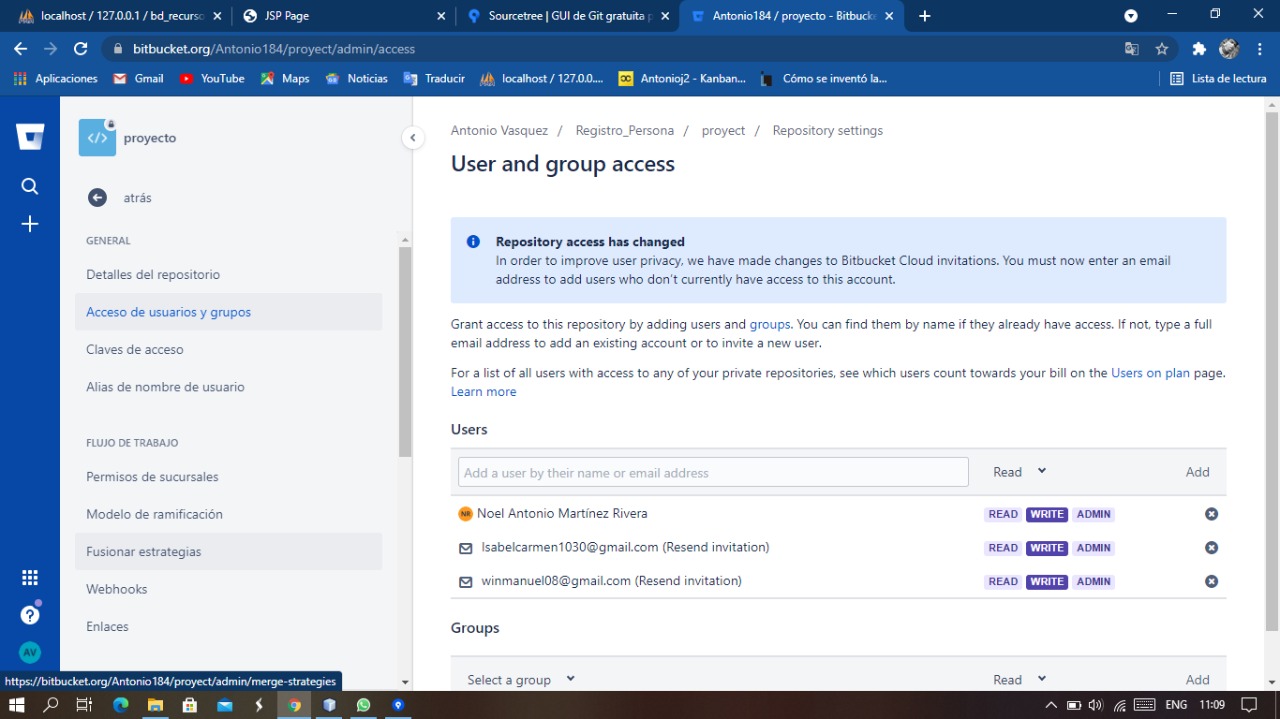 localhost / 127.0.0.1 / bd_recurso
JSP Page
Sourcetree | GUI de Git gratuita p
Antonio184 / proyecto - Bitbucke
bitbucket.org/Antonio184/proyect/admin/access
Aplicaciones
Gmail
YouTube
Maps
Noticias
Traducir
localhost / 127.0.0....
Antonioj2 - Kanban...
Cómo se inventó la...
Lista de lectura
proyecto
atrás
GENERAL
Detalles del repositorio
Acceso de usuarios y grupos
Claves de acceso
Alias de nombre de usuario
FLUJO DE TRABAJO
Permisos de sucursales
Modelo de ramificación
Fusionar estrategias
Webhooks
Enlaces
AV
https://bitbucket.org/Antonio184/proyect/admin/merge-strategies
Antonio Vasquez / Registro_Persona / proyect / Repository settings
User and group access
Repository access has changed
In order to improve user privacy, we have made changes to Bitbucket Cloud invitations. You must now enter an email
address to add users who don't currently have access to this account.
Grant access to this repository by adding users and groups. You can find them by name if they already have access. If not, type a full
email address to add an existing account or to invite a new user.
For a list of all users with access to any of your private repositories, see which users count towards your bill on the Users on plan page.
Learn more
Users
Add a user by their name or email address Read Add
NR Noel Antonio Martínez Rivera READ WRITE ADMIN
Isabelcarmen1030@gmail.com (Resend invitation) READ WRITE ADMIN
winmanuel08@gmail.com (Resend invitation) READ WRITE ADMIN
Groups
Select a group Read Add
ENG 11:09